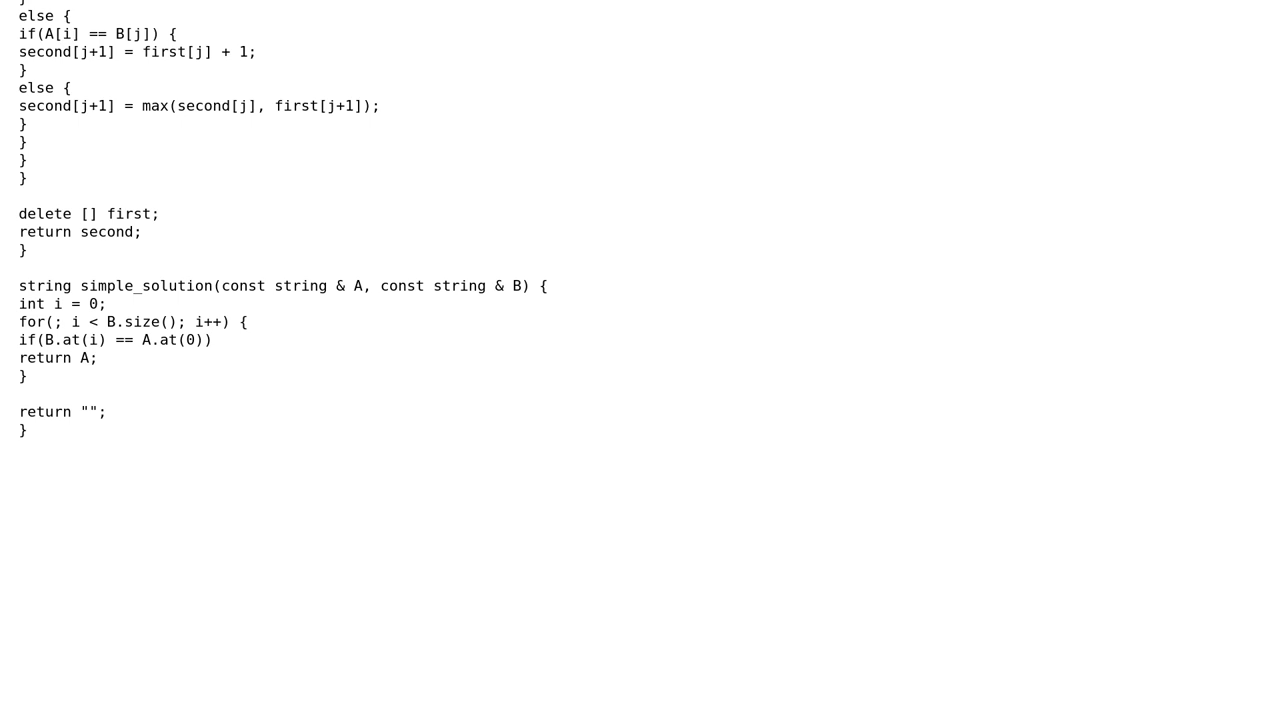 }
else {
if(A[i] == B[j]) {
second[j+1] = first[j] + 1;
}
else {
second[j+1] = max(second[j], first[j+1]);
}
}
}
}

delete [] first;
return second;
}

string simple_solution(const string & A, const string & B) {
int i = 0;
for(; i < B.size(); i++) {
if(B.at(i) == A.at(0))
return A;
}

return "";
}